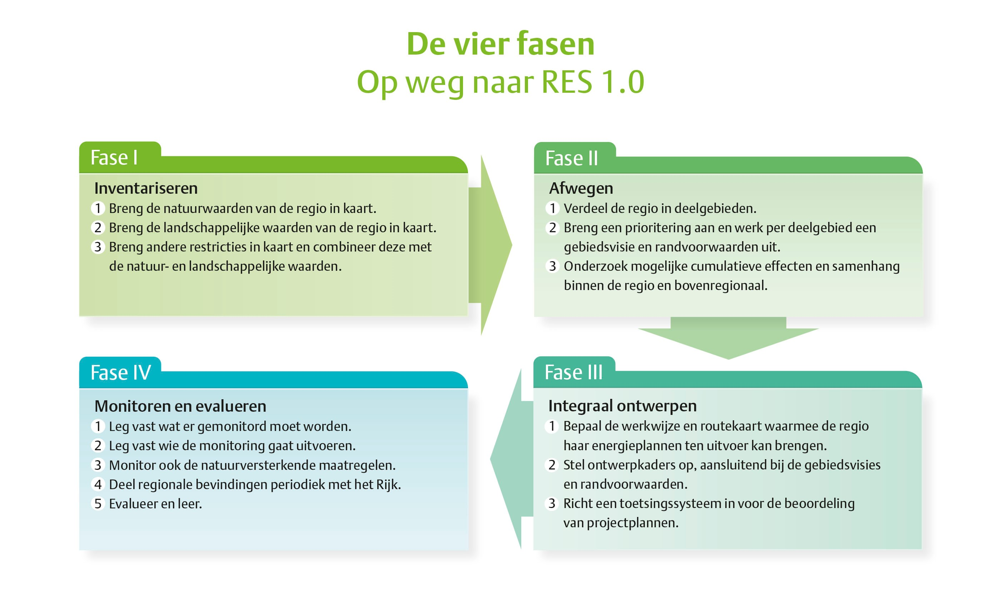 De vier fasen
Op weg naar RES 1.0
Fase I
Inventariseren
1 Breng de natuurwaarden van de regio in kaart.
2 Breng de landschappelijke waarden van de regio in kaart.
3 Breng andere restricties in kaart en combineer deze met
de natuur- en landschappelijke waarden.
Fase II
Afwegen
1 Verdeel de regio in deelgebieden.
2 Breng een prioritering aan en werk per deelgebied een
gebiedsvisie en randvoorwaarden uit.
3 Onderzoek mogelijke cumulatieve effecten en samenhang
binnen de regio en bovenregionaal.
Fase III
Integraal ontwerpen
1 Bepaal de werkwijze en routekaart waarmee de regio
haar energieplannen ten uitvoer kan brengen.
2 Stel ontwerpkaders op, aansluitend bij de gebiedsvisies
en randvoorwaarden.
3 Richt een toetsingssysteem in voor de beoordeling
van projectplannen.
Fase IV
Monitoren en evalueren
1 Leg vast wat er gemonitord moet worden.
2 Leg vast wie de monitoring gaat uitvoeren.
3 Monitor ook de natuurversterkende maatregelen.
4 Deel regionale bevindingen periodiek met het Rijk.
5 Evalueer en leer.